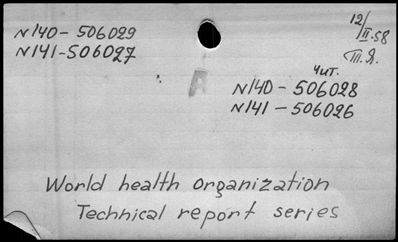 N140- 506029
N141-506027
12/II.58
Ш.Я.
A
Чит.
N140 - 506028
N141 - 506026
World health organization
Technical report series